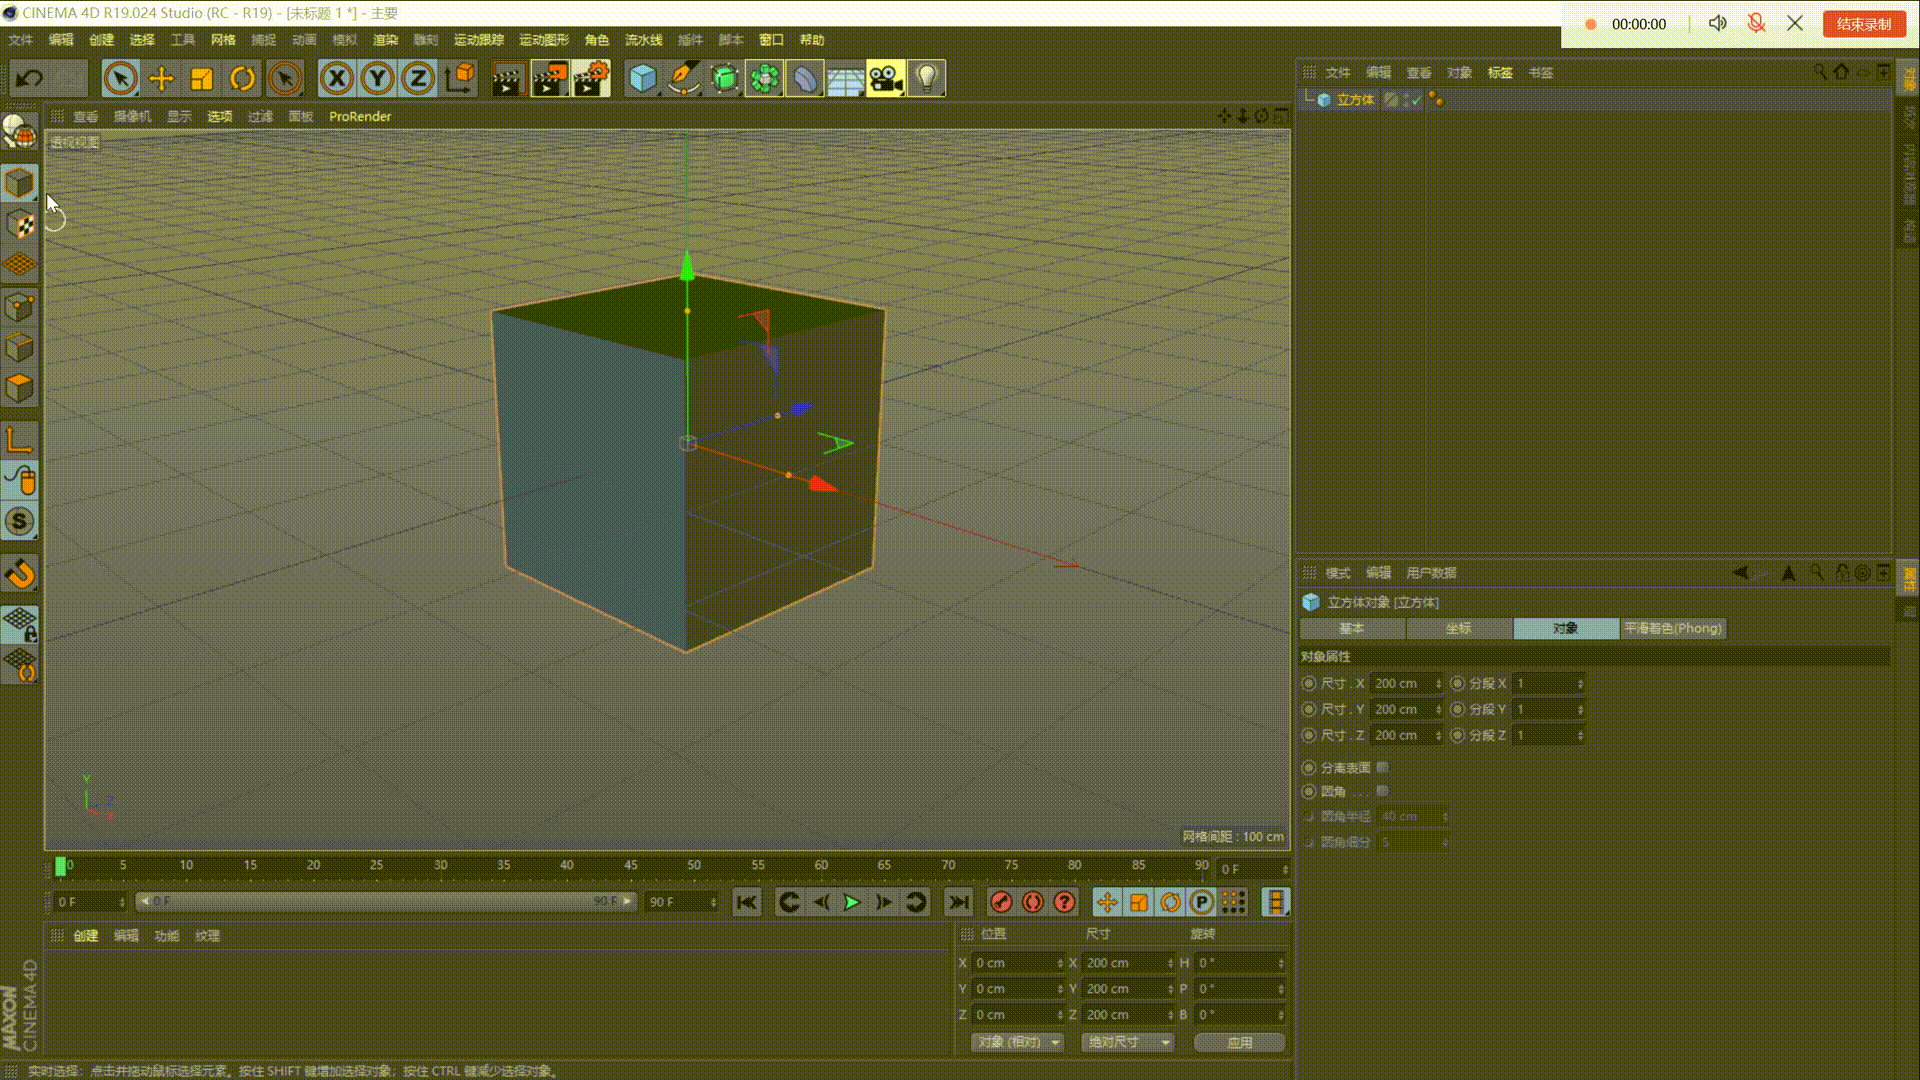 CINEMA 4D R19.024 Studio (RC - R19) - [未标题 1 *] - 主要
00:00:00
结束录制
文件 编辑 创建 选择 工具 网格 捕捉 动画 模拟 渲染 雕刻 运动跟踪 运动图形 角色 流水线 插件 脚本 窗口 帮助
X Y Z
文件 编辑 查看 对象 标签 书签
立方体
查看 摄像机 显示 选项 过滤 面板 ProRender
透视视图
Y
Z
X
网格间距 : 100 cm
模式 编辑 用户数据
立方体对象 [立方体]
基本 坐标 对象 平滑着色(Phong)
对象属性
尺寸 . X 200 cm 分段 X 1
尺寸 . Y 200 cm 分段 Y 1
尺寸 . Z 200 cm 分段 Z 1
分离表面
圆角 . . .
圆角半径 40 cm
圆角细分 5
对象
属性
S
0 5 10 15 20 25 30 35 40 45 50 55 60 65 70 75 80 85 90 0 F
0 F 0 F 90 F 90 F
? P
创建 编辑 功能 纹理
位置 尺寸 旋转
X 0 cm X 200 cm H 0 °
Y 0 cm Y 200 cm P 0 °
Z 0 cm Z 200 cm B 0 °
对象 (相对) 绝对尺寸 应用
MAXON
CINEMA 4D
实时选择：点击并拖动鼠标选择元素。按住 SHIFT 键增加选择对象；按住 CTRL 键减少选择对象。